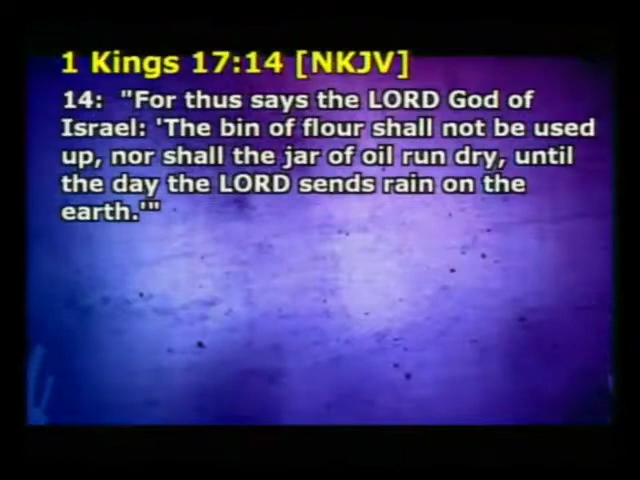 1 Kings 17:14 [NKJV]
14:  "For thus says the LORD God of
Israel: 'The bin of flour shall not be used
up, nor shall the jar of oil run dry, until
the day the LORD sends rain on the
earth.'"